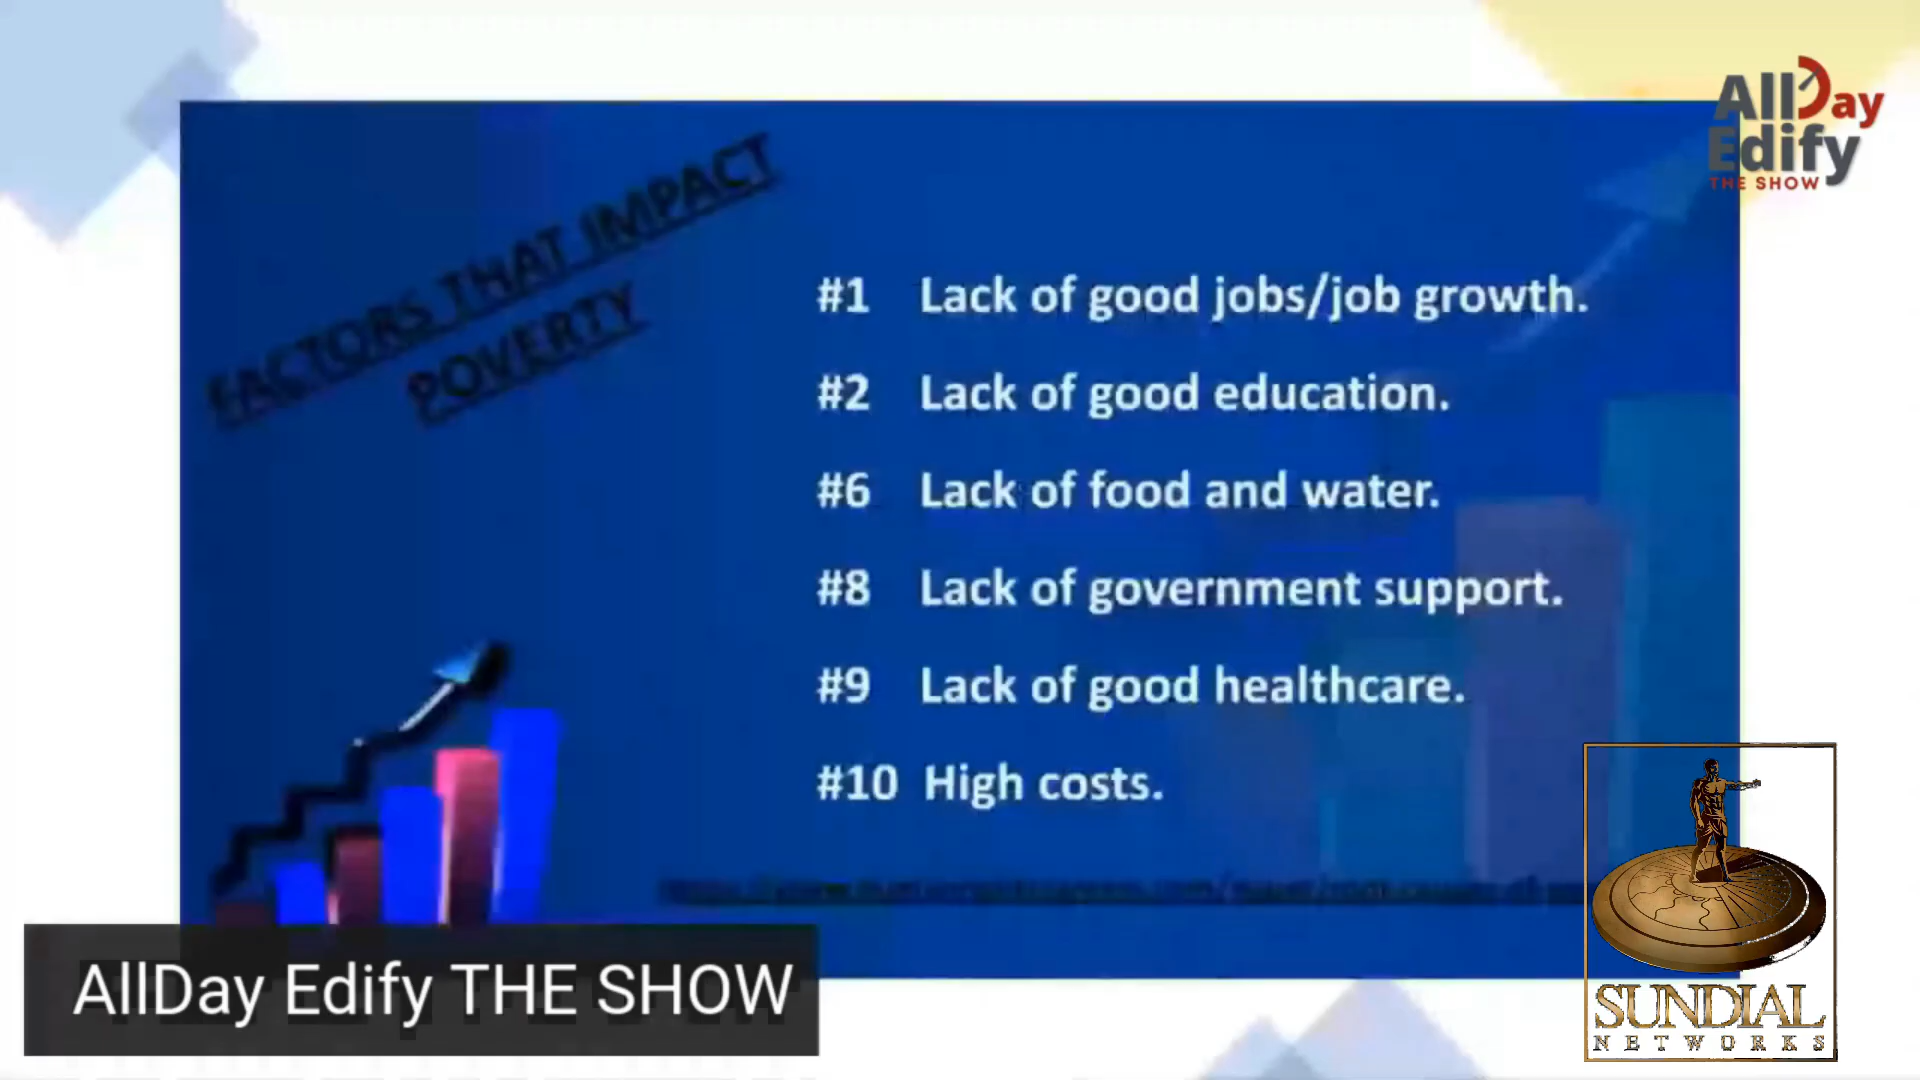 AllDay
Edify
THE SHOW
FACTORS THAT IMPACT
POVERTY
#1 Lack of good jobs/job growth.
#2 Lack of good education.
#6 Lack of food and water.
#8 Lack of government support.
#9 Lack of good healthcare.
#10 High costs.
AllDay Edify THE SHOW
SUNDIAL
NETWORKS